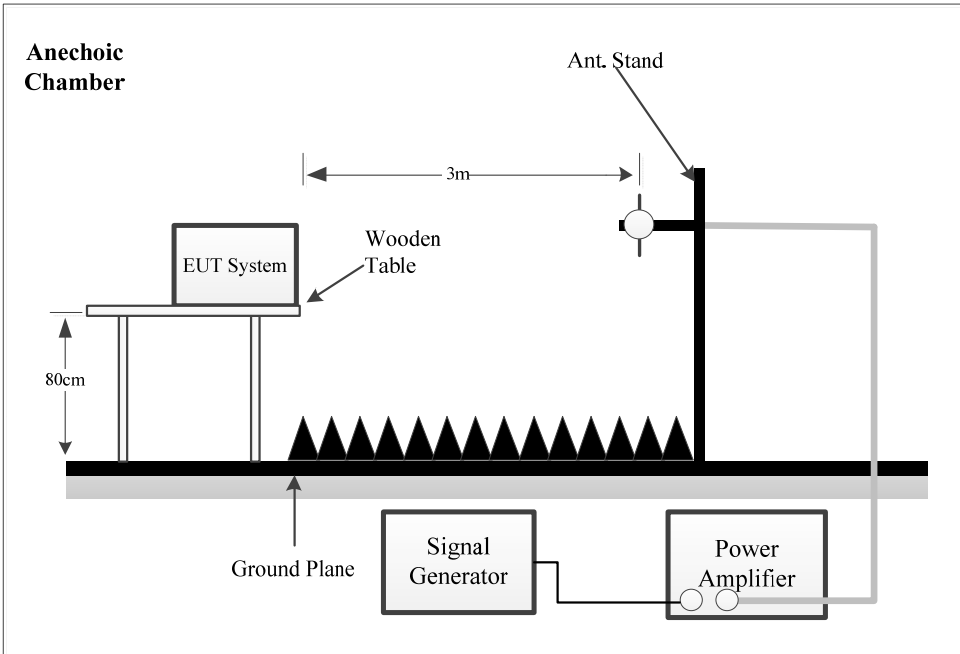 Anechoic
Chamber
Ant. Stand
3m
Wooden
Table
EUT System
80cm
Ground Plane
Signal
Generator
Power
Amplifier